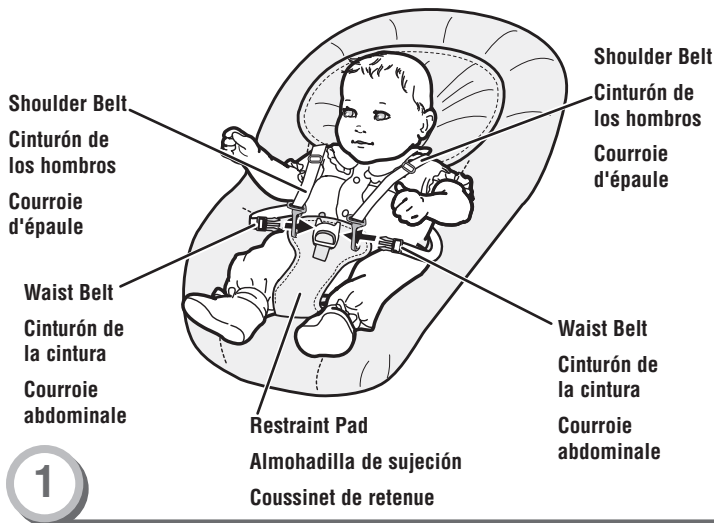 Shoulder Belt
Cinturón de
los hombros
Courroie
d'épaule
Shoulder Belt
Cinturón de
los hombros
Courroie
d'épaule
Waist Belt
Cinturón de
la cintura
Courroie
abdominale
Waist Belt
Cinturón de
la cintura
Courroie
abdominale
Restraint Pad
Almohadilla de sujeción
Coussinet de retenue
1